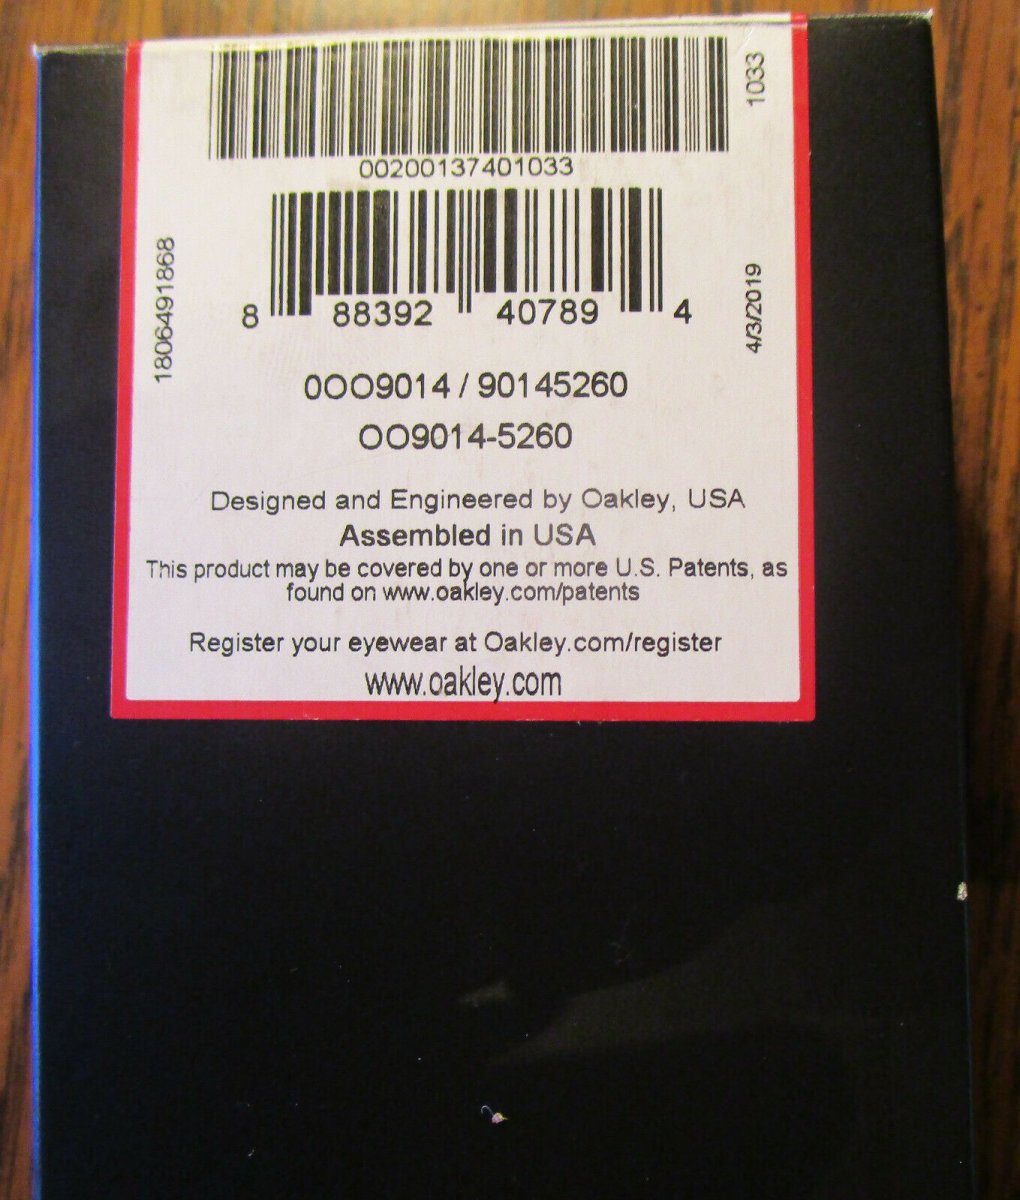 1033
00200137401033
1806491868
8 88392 40789 4
4/3/2019
0OO9014 / 90145260
OO9014-5260
Designed and Engineered by Oakley, USA
Assembled in USA
This product may be covered by one or more U.S. Patents, as
found on www.oakley.com/patents
Register your eyewear at Oakley.com/register
www.oakley.com